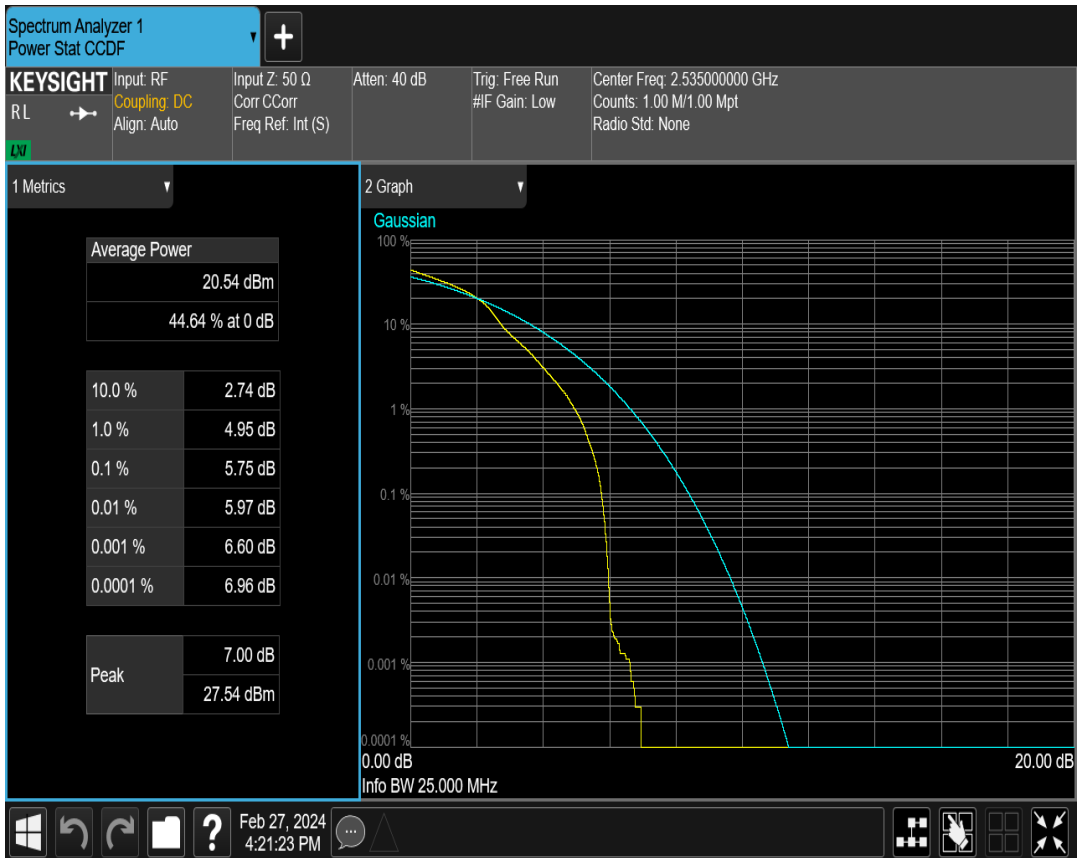 Spectrum Analyzer 1
Power Stat CCDF
KEYSIGHT
RL
LXI
Input: RF
Coupling: DC
Align: Auto
Input Z: 50 Ω
Corr CCorr
Freq Ref: Int (S)
Atten: 40 dB
Trig: Free Run
#IF Gain: Low
Center Freq: 2.535000000 GHz
Counts: 1.00 M/1.00 Mpt
Radio Std: None
1 Metrics
Average Power
20.54 dBm
44.64 % at 0 dB
10.0 % 2.74 dB
1.0 % 4.95 dB
0.1 % 5.75 dB
0.01 % 5.97 dB
0.001 % 6.60 dB
0.0001 % 6.96 dB
Peak
7.00 dB
27.54 dBm
2 Graph
Gaussian
100 %
10 %
1 %
0.1 %
0.01 %
0.001 %
0.0001 %
0.00 dB 20.00 dB
Info BW 25.000 MHz
Feb 27, 2024
4:21:23 PM